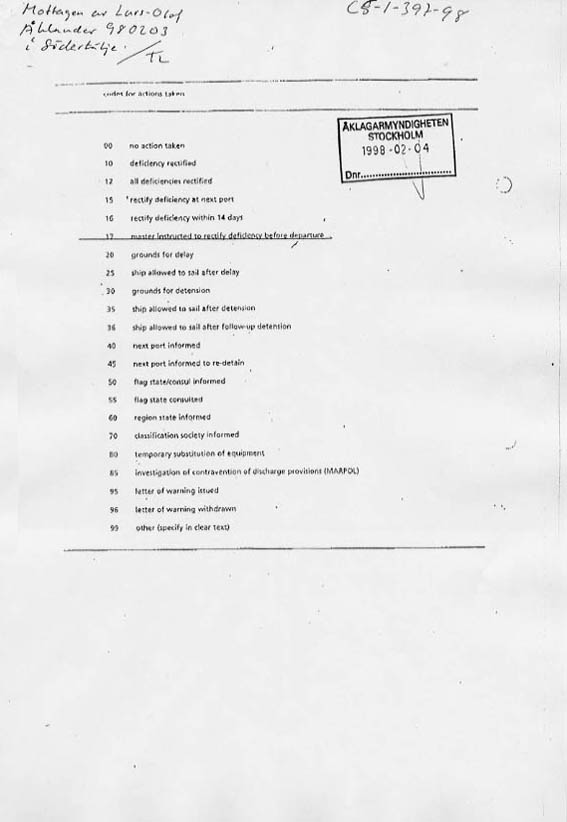 Mottagen av Lars-Olof
Åhlander 980203
i Södertälje.
/TL
C8-1-397-98
codes for actions taken
ÅKLAGARMYNDIGHETEN
STOCKHOLM
1998-02-04
Dnr.
00 no action taken
10 deficiency rectified
12 all deficiencies rectified
15 rectify deficiency at next port
16 rectify deficiency within 14 days
17 master instructed to rectify deficiency before departure
20 grounds for delay
25 ship allowed to sail after delay
30 grounds for detension
35 ship allowed to sail after detension
36 ship allowed to sail after follow-up detention
40 next port informed
45 next port informed to re-detain
50 flag state/consul informed
55 flag state consulted
60 region state informed
70 classification society informed
80 temporary substitution of equipment
85 investigation of contravention of discharge provisions (MARPOL)
95 letter of warning issued
96 letter of warning withdrawn
99 other (specify in clear text)